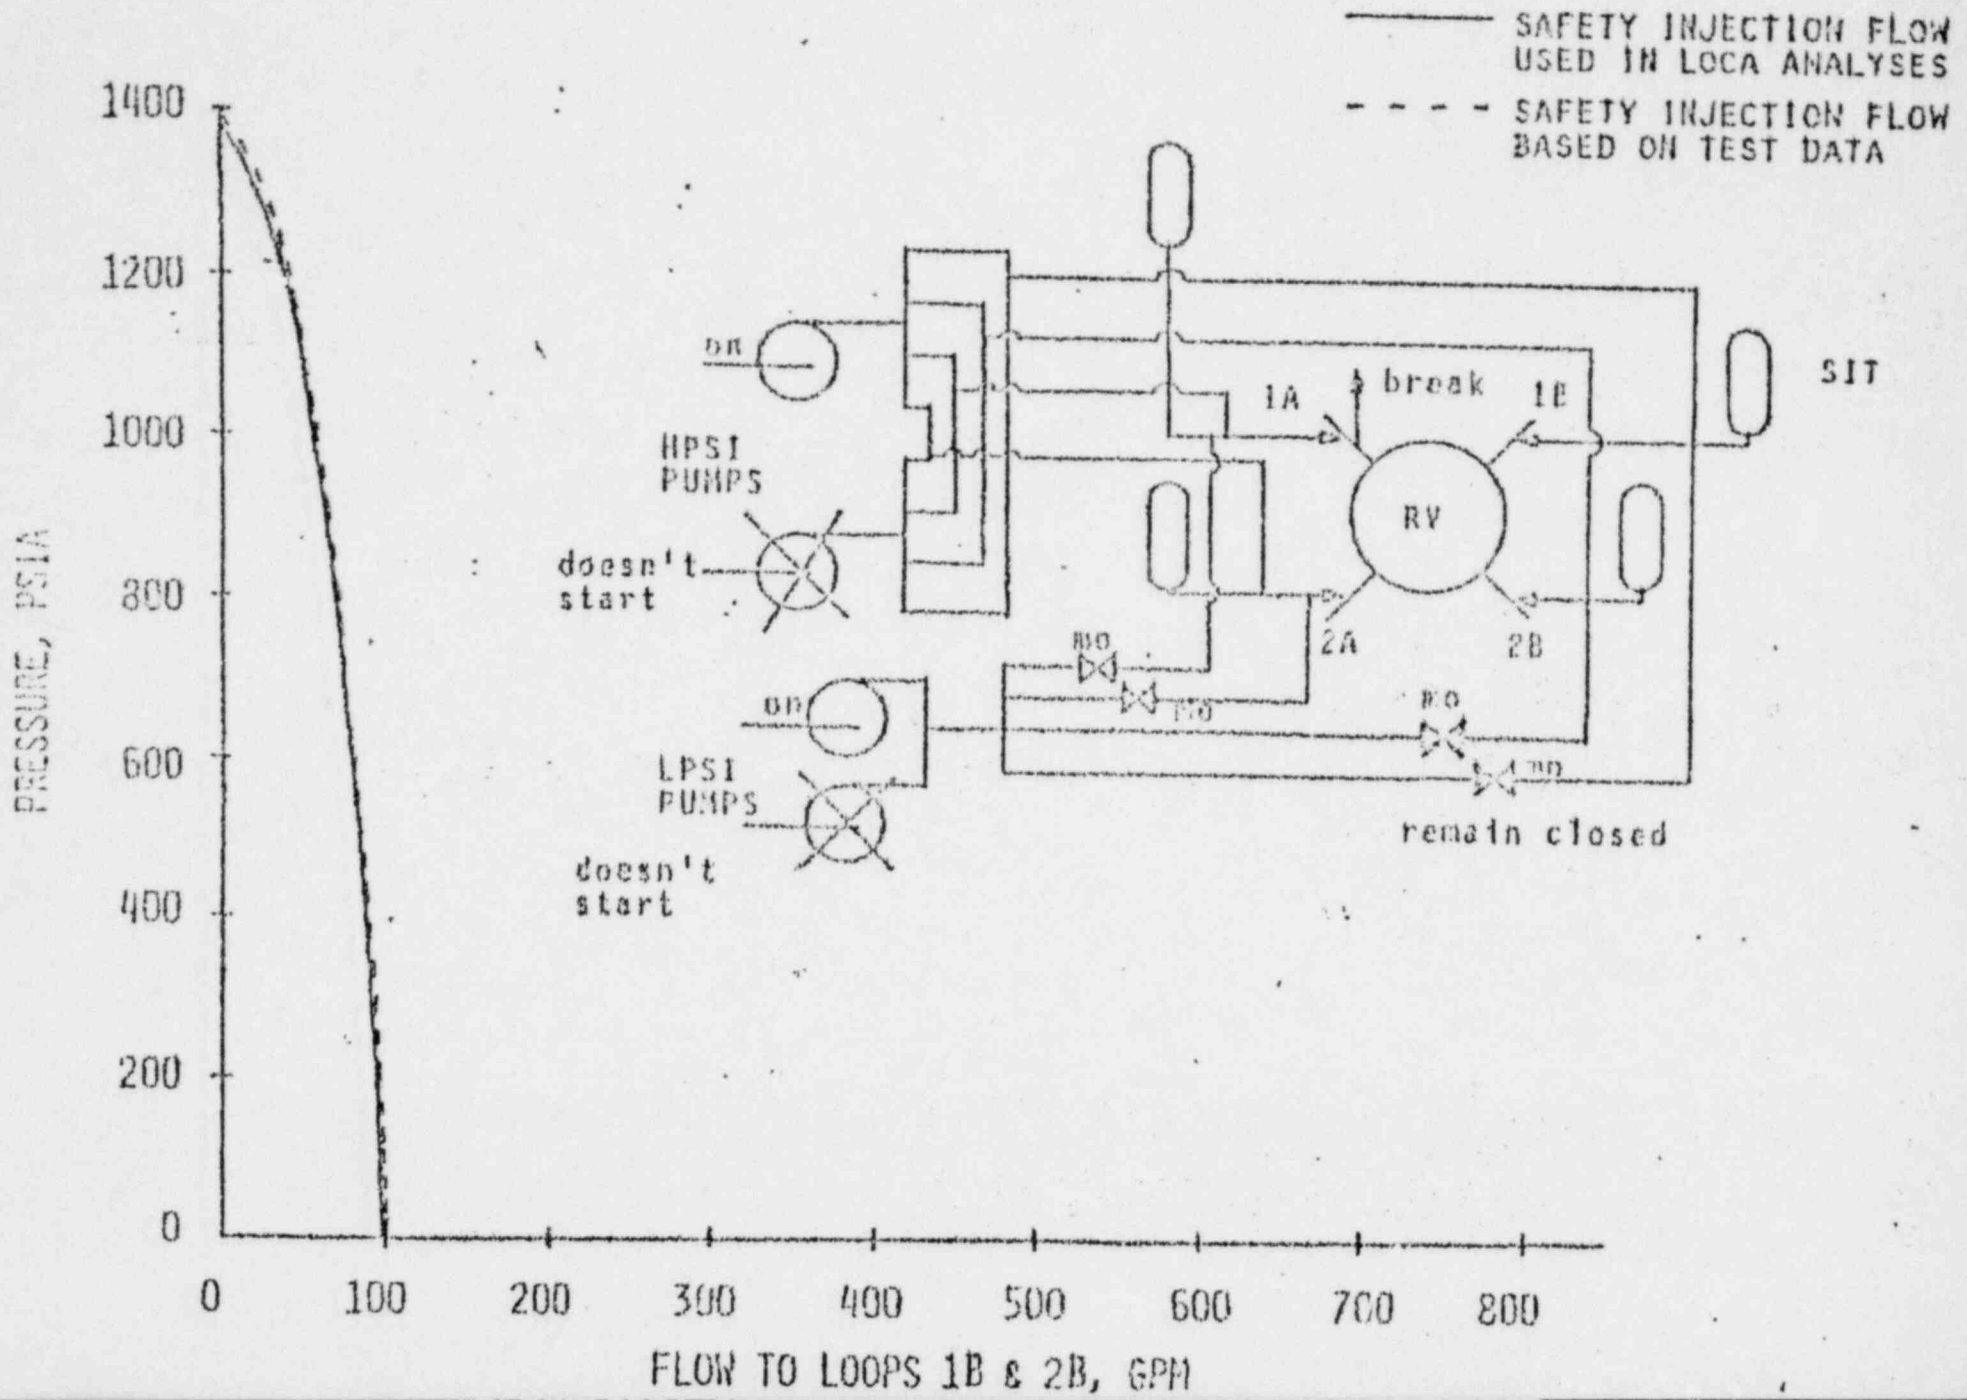 SAFETY INJECTION FLOW
USED IN LOCA ANALYSES
SAFETY INJECTION FLOW
BASED ON TEST DATA
1400
1200
1000
800
600
400
200
0
PRESSURE, PSIA
on
HPSI
PUMPS
doesn't
start
on
LPSI
PUMPS
doesn't
start
1A
break
1B
SIT
RV
2A
2B
mo
mo
mo
mo
remain closed
0
100
200
300
400
500
600
700
800
FLOW TO LOOPS 1B & 2B, GPM